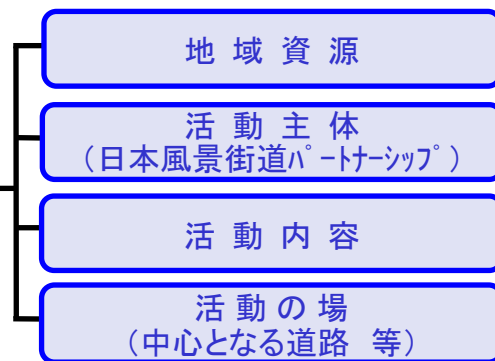 地 域 資 源
活 動 主 体
（日本風景街道ﾊﾟｰﾄﾅｰｼｯﾌﾟ）
活 動 内 容
活 動 の 場
（中心となる道路 等）